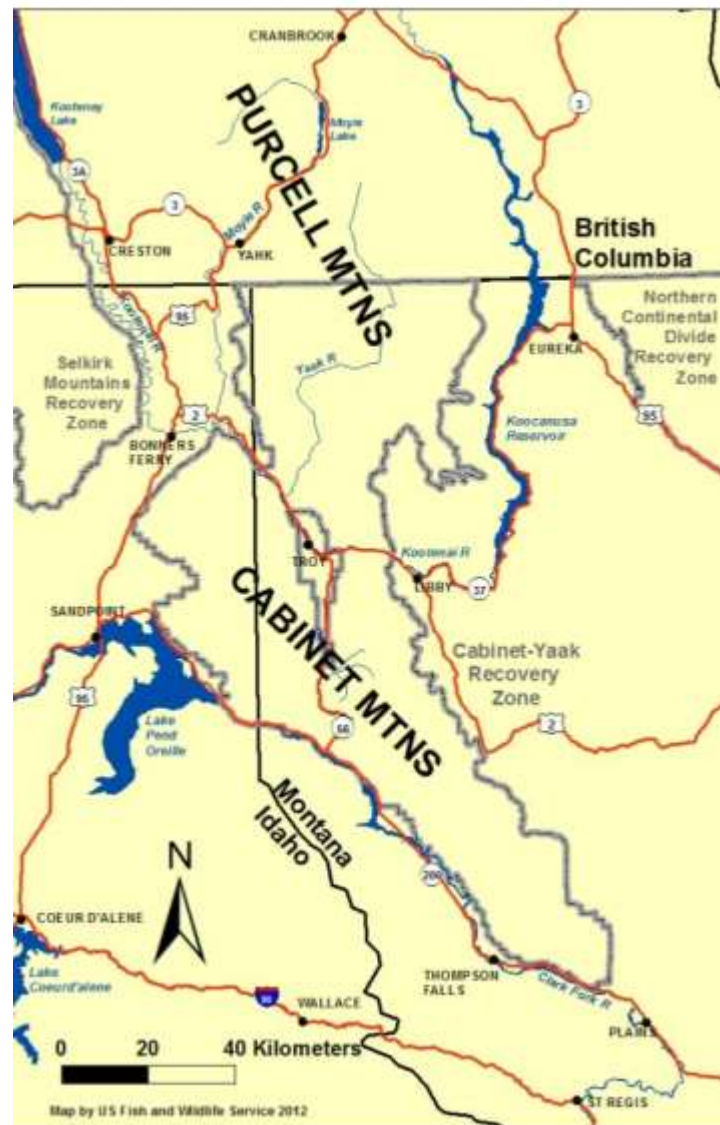 CRANBROOK
Kootenay
Lake
3
Moyie
Lake
PURCELL MTNS
3A
3
Moyie R
CRESTON
YAHK
British
Columbia
Kootenai R
95
Northern
Continental
Divide
Recovery
Zone
Selkirk
Mountains
Recovery
Zone
Yaak R
EUREKA
2
95
Koocanusa
Reservoir
BONNERS
FERRY
TROY
Kootenai R
LIBBY
37
CABINET MTNS
SANDPOINT
Cabinet-Yaak
Recovery
Zone
95
Lake
Pend
Oreille
56
2
Montana
Idaho
N
200
COEUR D'ALENE
THOMPSON
FALLS
Clark Fork R
Lake
Coeurd'alene
90
WALLACE
PLAINS
0 20 40 Kilometers
ST REGIS
Map by US Fish and Wildlife Service 2012